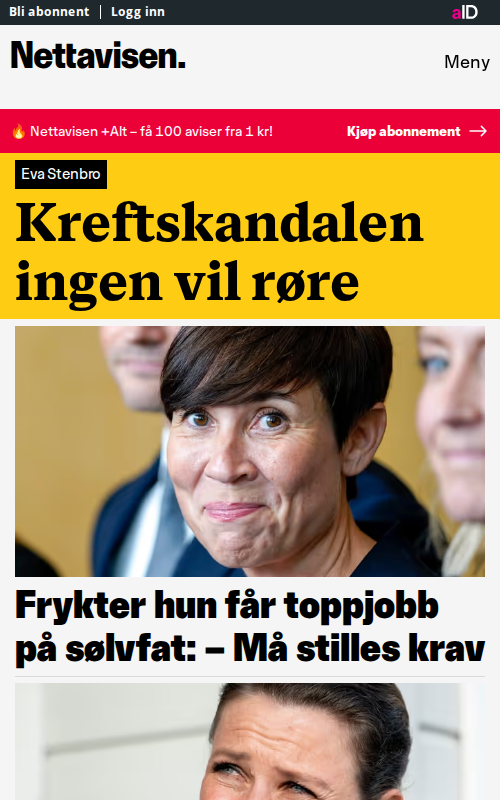 Bli abonnent | Logg inn
aID
Nettavisen.
Meny
🔥 Nettavisen +Alt – få 100 aviser fra 1 kr!
Kjøp abonnement →
Eva Stenbro
Kreftskandalen
ingen vil røre
Frykter hun får toppjobb
på sølvfat: – Må stilles krav